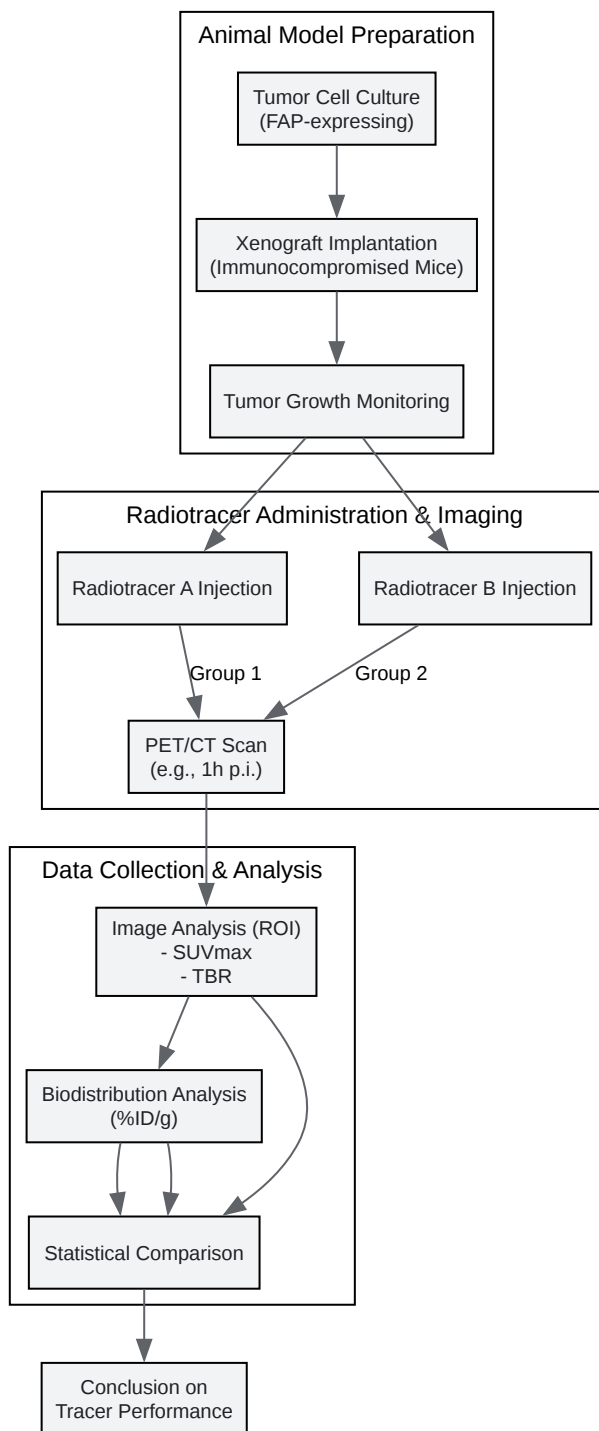 Animal Model Preparation
Tumor Cell Culture
(FAP-expressing)
Xenograft Implantation
(Immunocompromised Mice)
Tumor Growth Monitoring
Radiotracer Administration & Imaging
Radiotracer A Injection
Radiotracer B Injection
Group 1
Group 2
PET/CT Scan
(e.g., 1h p.i.)
Data Collection & Analysis
Image Analysis (ROI)
- SUVmax
- TBR
Biodistribution Analysis
(%ID/g)
Statistical Comparison
Conclusion on
Tracer Performance